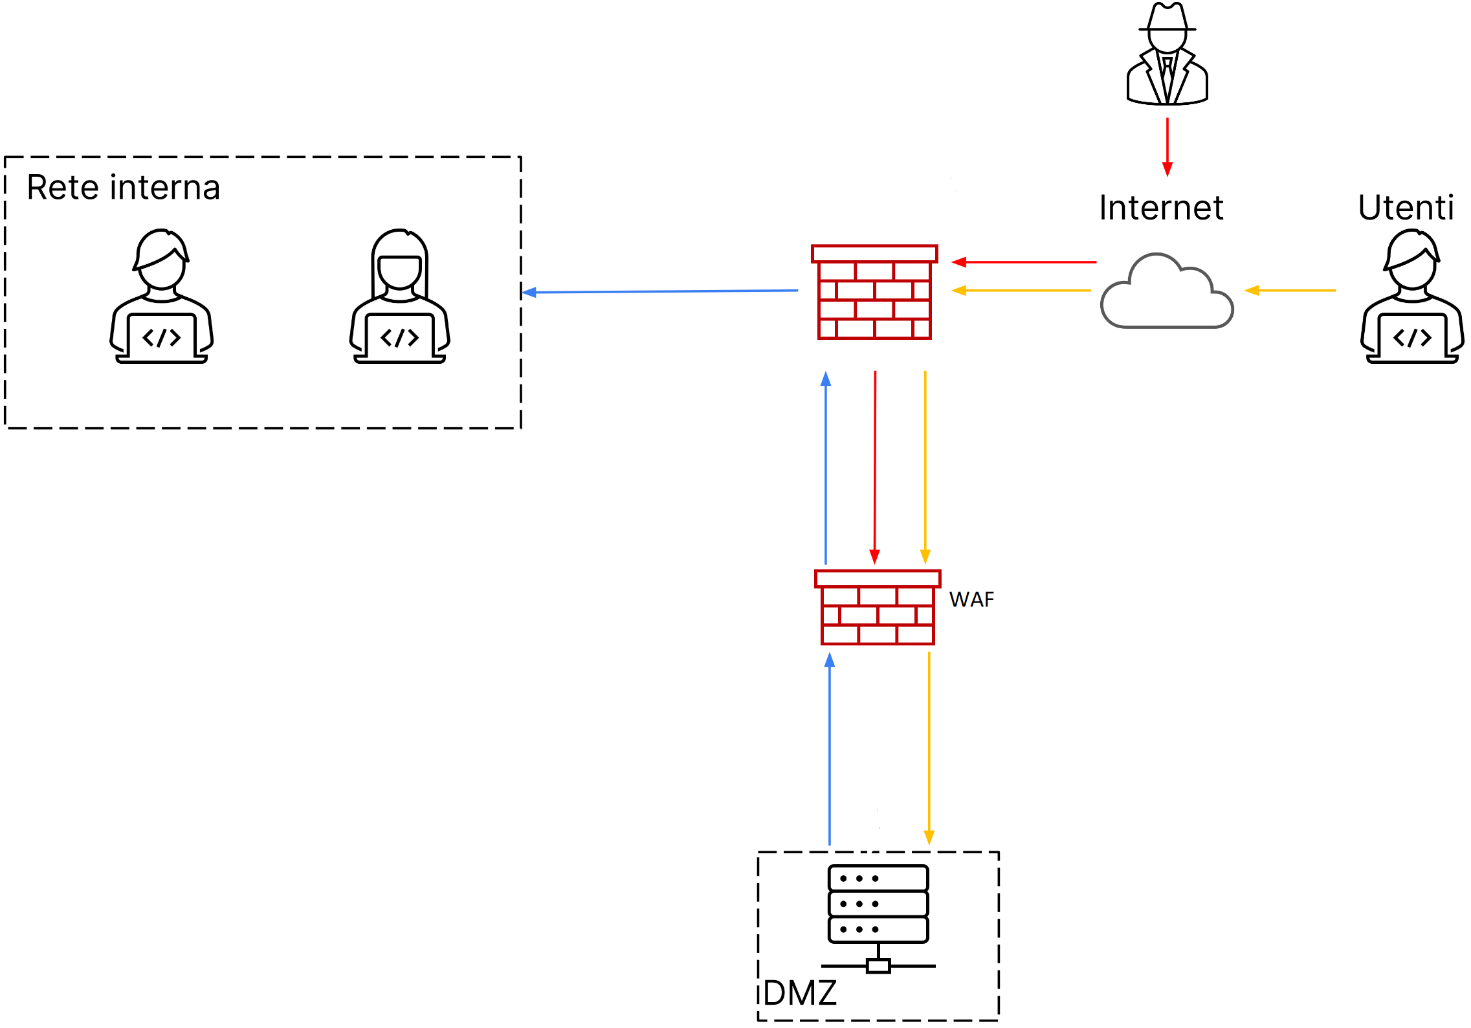 Rete interna
Internet
Utenti
</>
</>
WAF
</>
DMZ